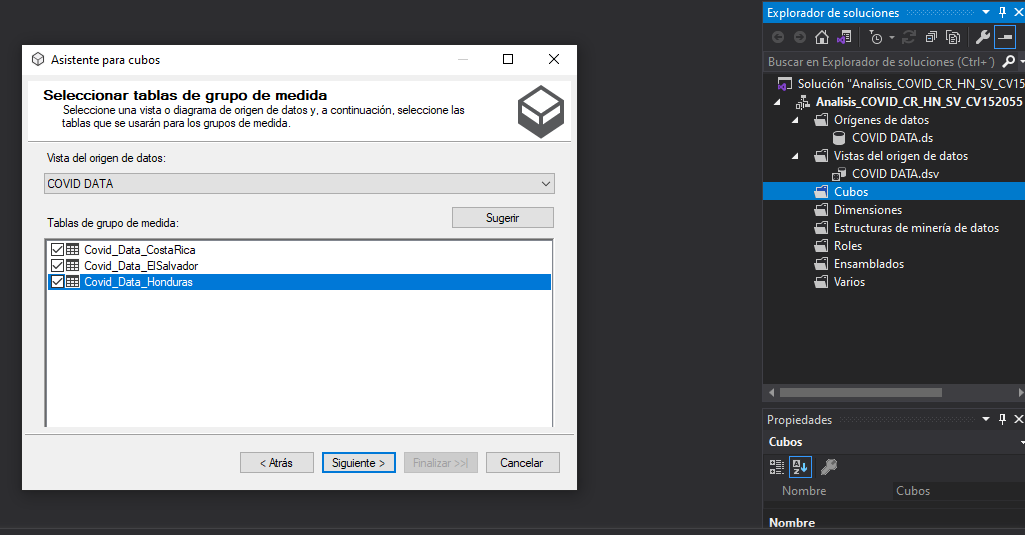 Asistente para cubos
Seleccionar tablas de grupo de medida
Seleccione una vista o diagrama de origen de datos y, a continuación, seleccione las
tablas que se usarán para los grupos de medida.
Vista del origen de datos:
COVID DATA
Tablas de grupo de medida:
Sugerir
Covid_Data_CostaRica
Covid_Data_ElSalvador
Covid_Data_Honduras
< Atrás
Siguiente >
Finalizar >>|
Cancelar
Explorador de soluciones
Buscar en Explorador de soluciones (Ctrl+´)
Solución "Analisis_COVID_CR_HN_SV_CV15
Analisis_COVID_CR_HN_SV_CV152055
Orígenes de datos
COVID DATA.ds
Vistas del origen de datos
COVID DATA.dsv
Cubos
Dimensiones
Estructuras de minería de datos
Roles
Ensamblados
Varios
Propiedades
Cubos
Nombre Cubos
Nombre